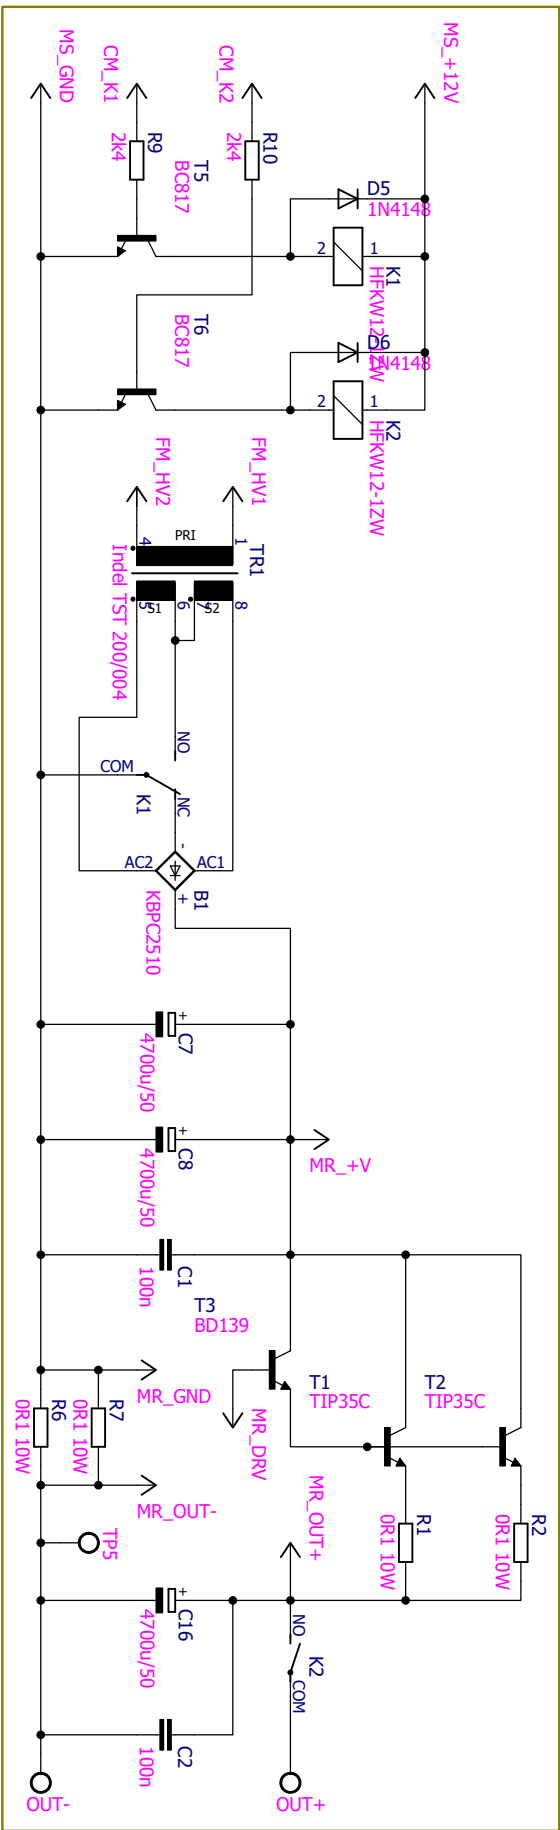 MS_+12V
MS_GND
CM_K1
CM_K2
R9
2k4
R10
2k4
T5
BC817
D5
1N4148
2
1
K1
HFKW12-1ZW
T6
BC817
D6
1N4148
2
1
K2
HFKW12-1ZW
FM_HV2
FM_HV1
4
PRI
1
TR1
Indel TST 200/004
5
S1
6
7
S2
8
NO
COM
K1
NC
-
AC2
AC1
+
B1
KBPC2510
+
C7
4700u/50
+
C8
4700u/50
MR_+V
C1
100n
T3
BD139
T1
TIP35C
T2
TIP35C
MR_GND
MR_DRV
R6
0R1 10W
R7
0R1 10W
MR_OUT-
MR_OUT+
R1
0R1 10W
R2
0R1 10W
TP5
+
C16
4700u/50
NO
K2
COM
C2
100n
OUT-
OUT+